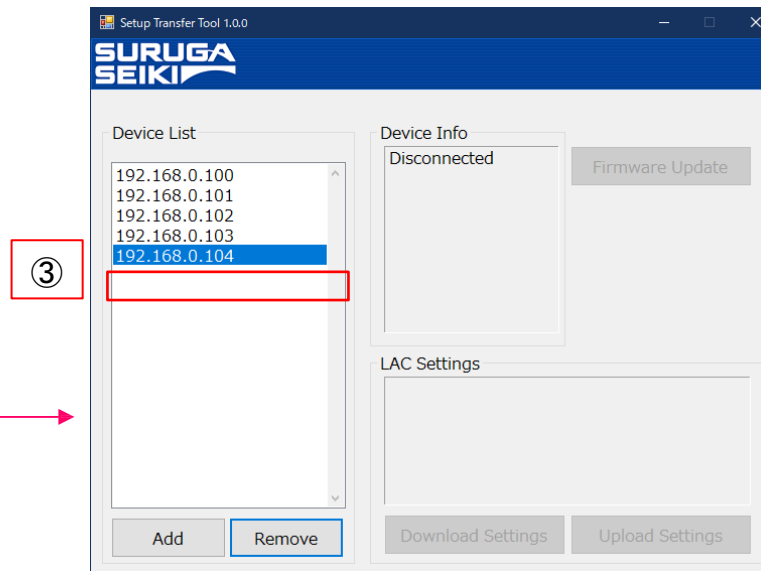 Setup Transfer Tool 1.0.0
SURUGA
SEIKI
Device List
192.168.0.100
192.168.0.101
192.168.0.102
192.168.0.103
192.168.0.104
③
Add
Remove
Device Info
Disconnected
Firmware Update
LAC Settings
Download Settings
Upload Settings